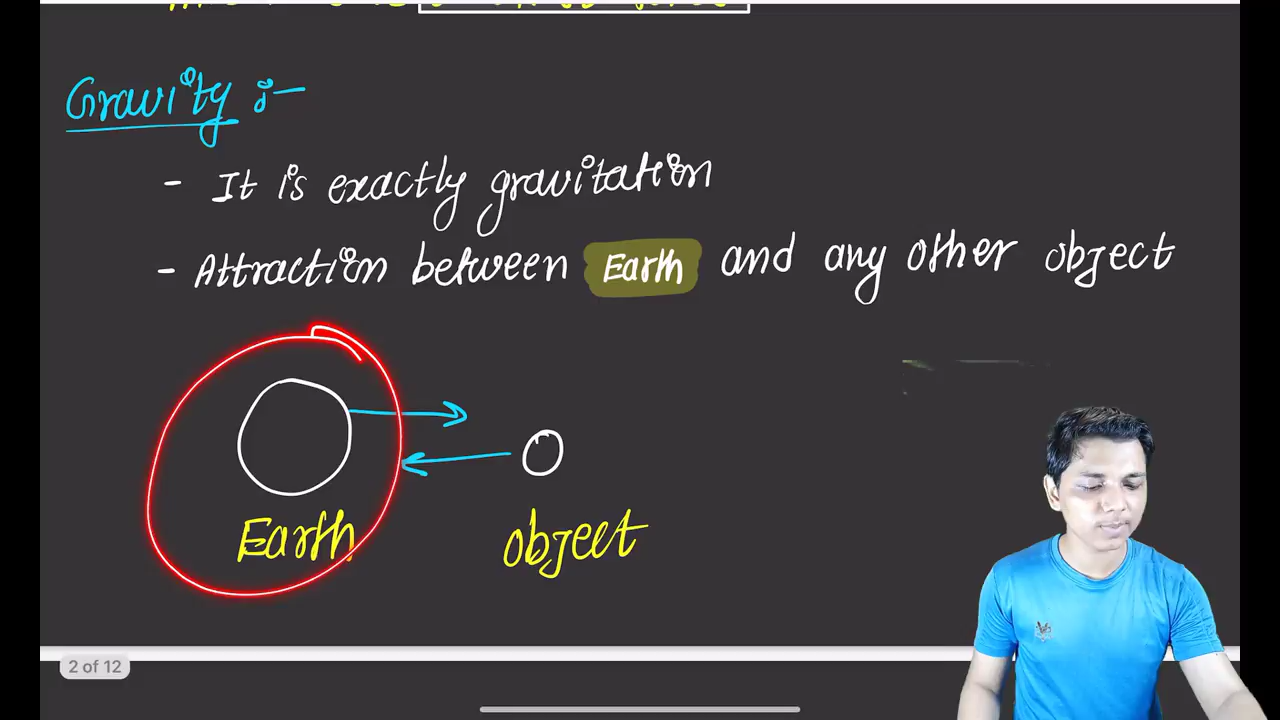 Gravity :-
- It is exactly gravitation
- Attraction between Earth and any other object
Earth
object
2 of 12